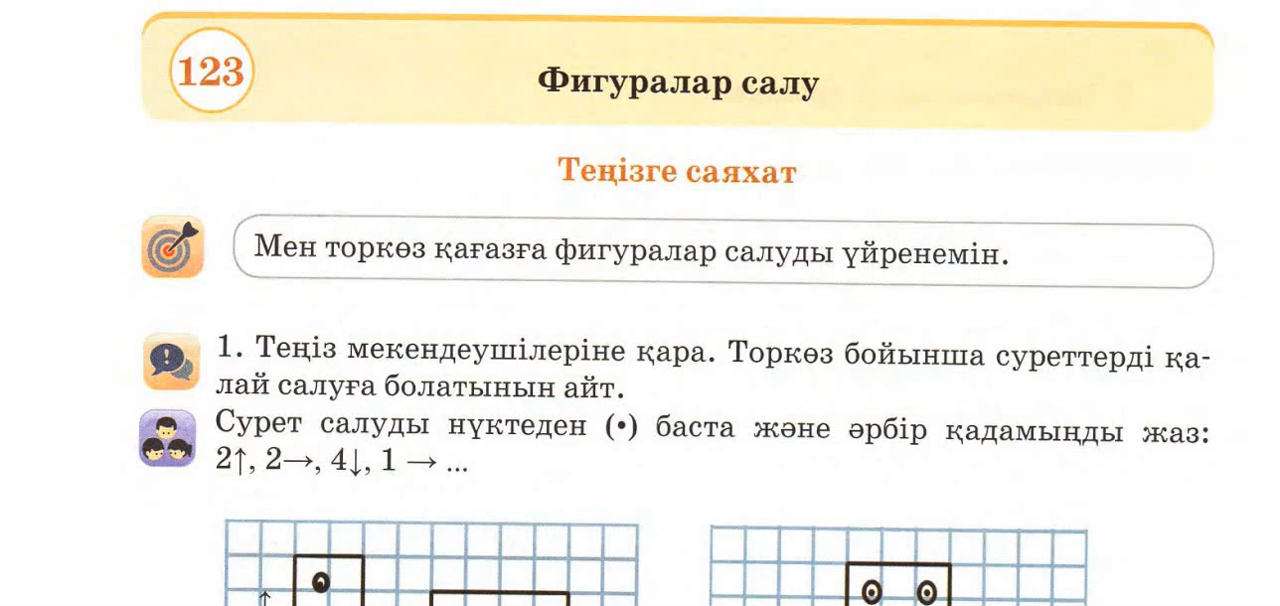 123
Фигуралар салу
Теңізге саяхат
Мен торкөз қағазға фигуралар салуды үйренемін.
1. Теңіз мекендеушілеріне қара. Торкөз бойынша суреттерді қа-
лай салуға болатынын айт.
Сурет салуды нүктеден (•) баста және әрбір қадамыңды жаз:
2↑, 2→, 4↓, 1 → ...